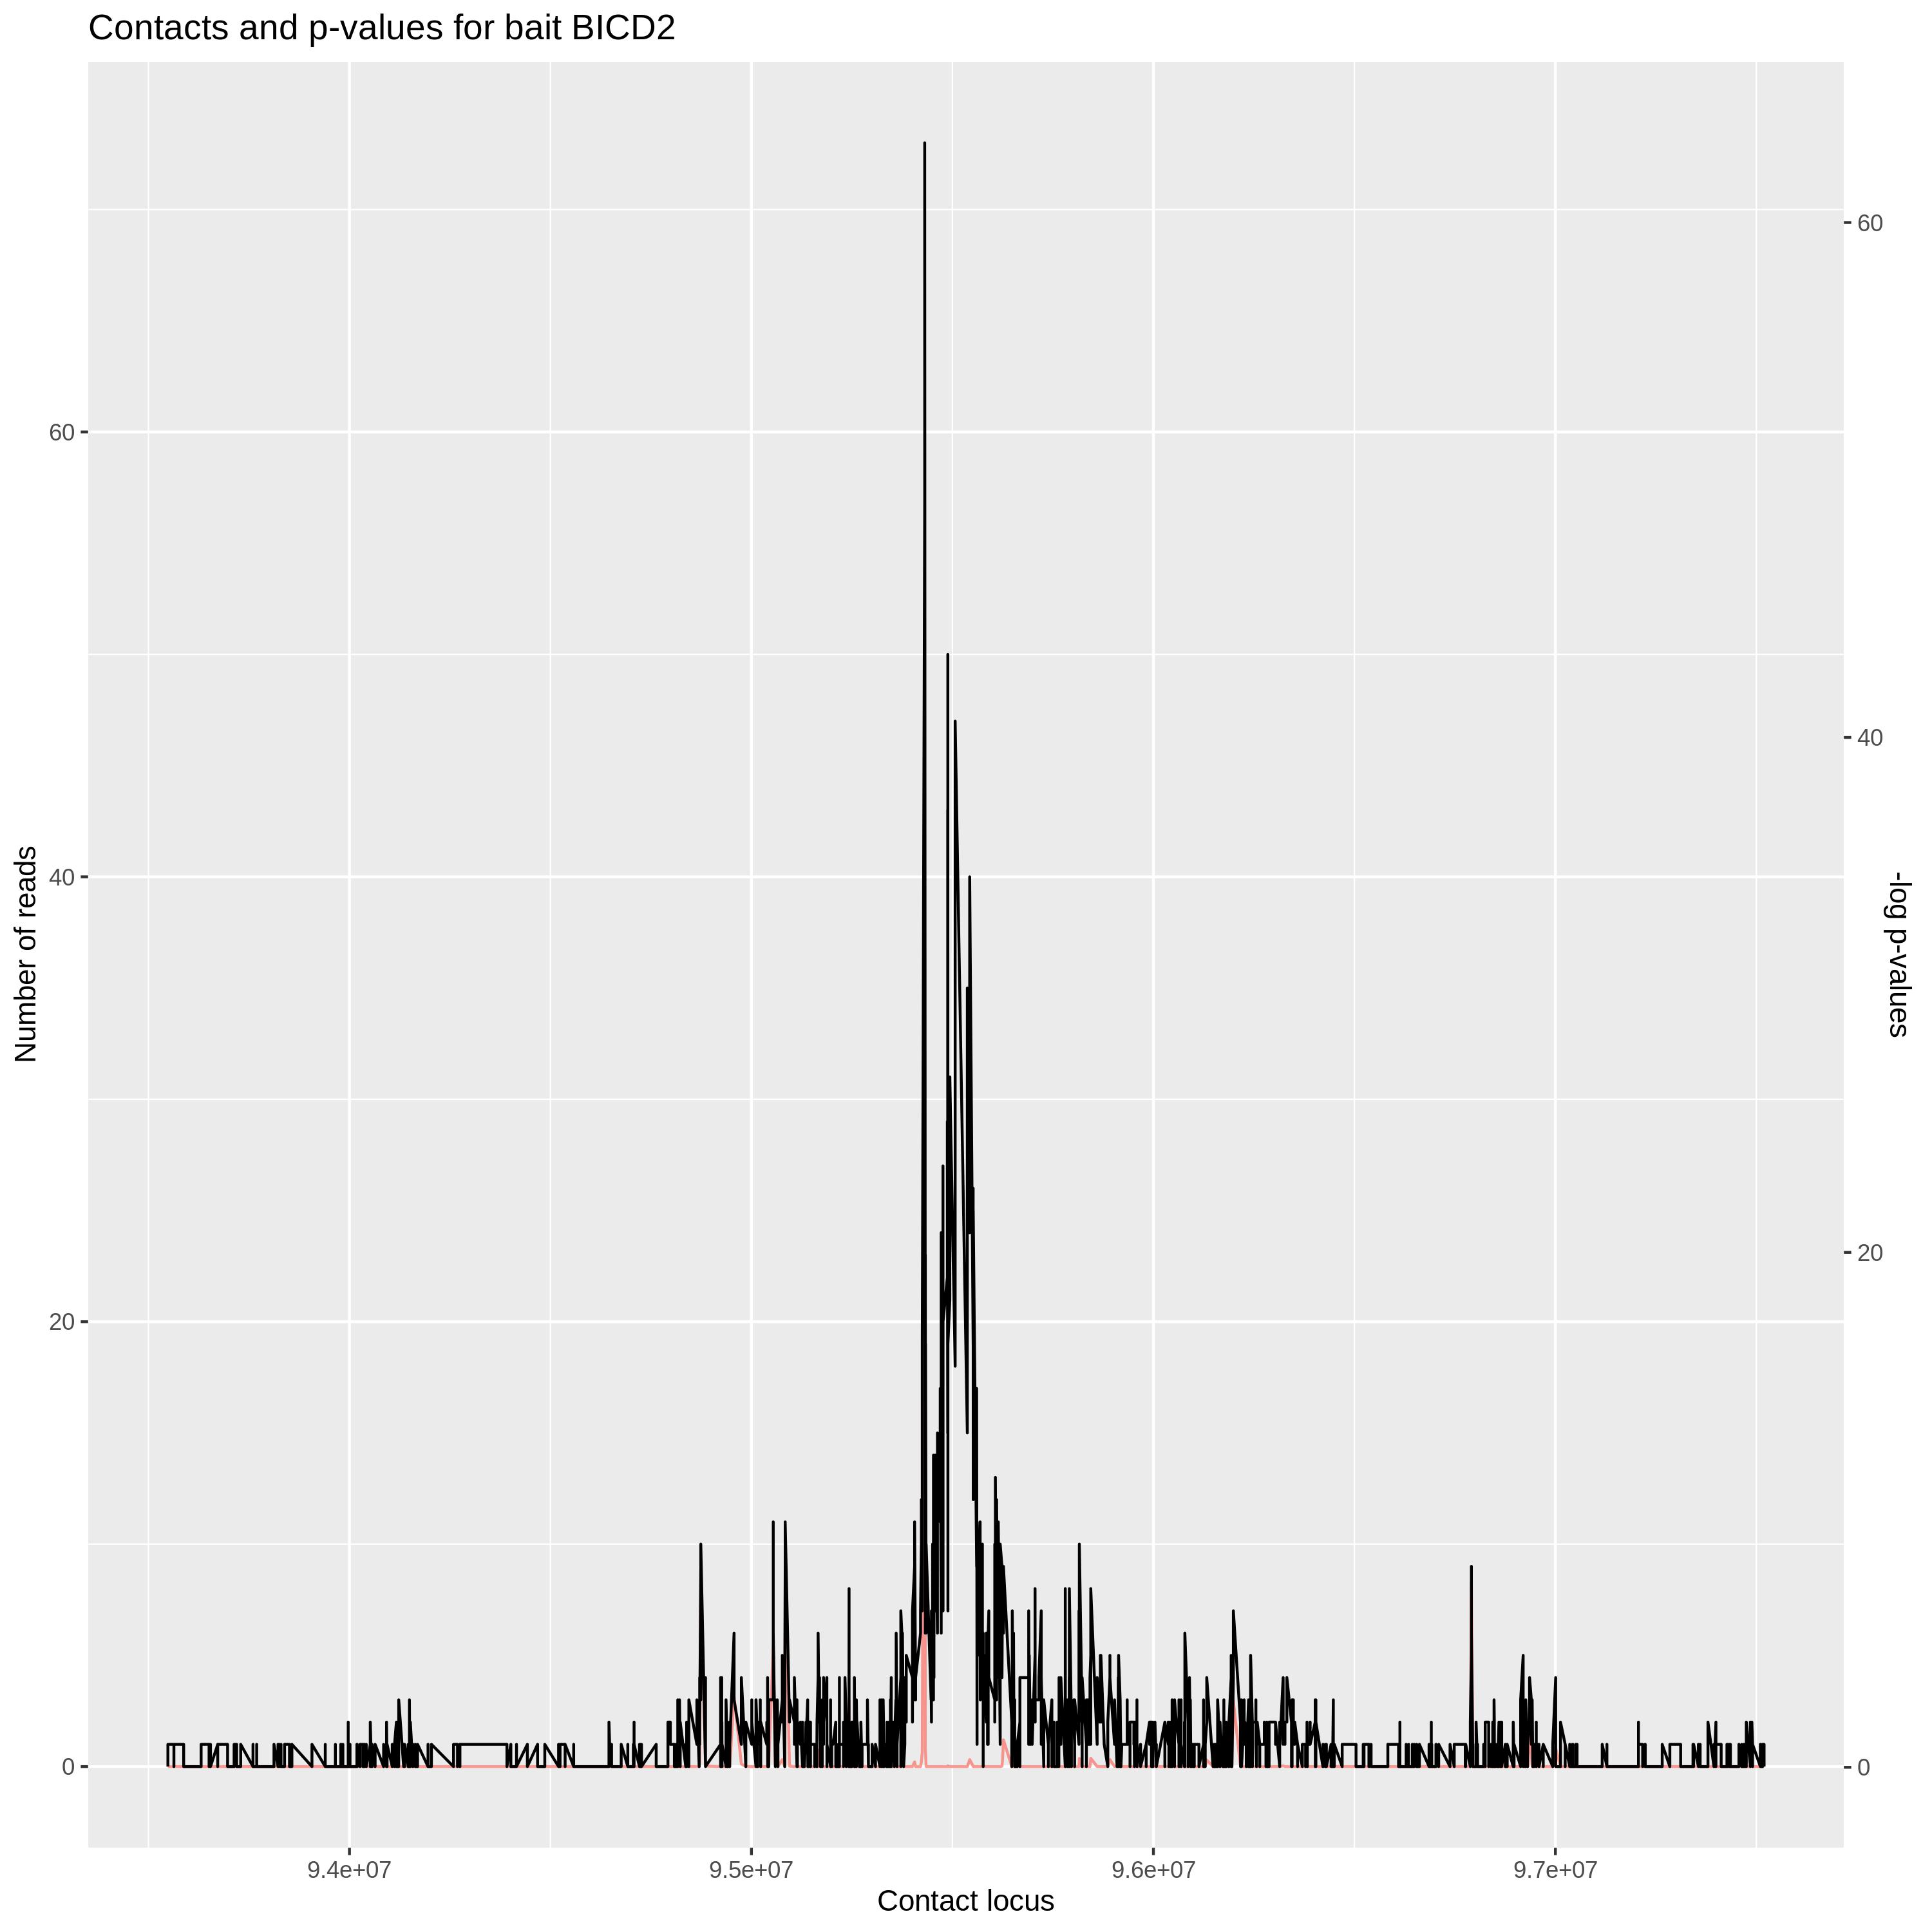 Contacts and p-values for bait BICD2
Number of reads
60
40
20
0
-log p-values
60
40
20
0
9.4e+07 9.5e+07 9.6e+07 9.7e+07
Contact locus